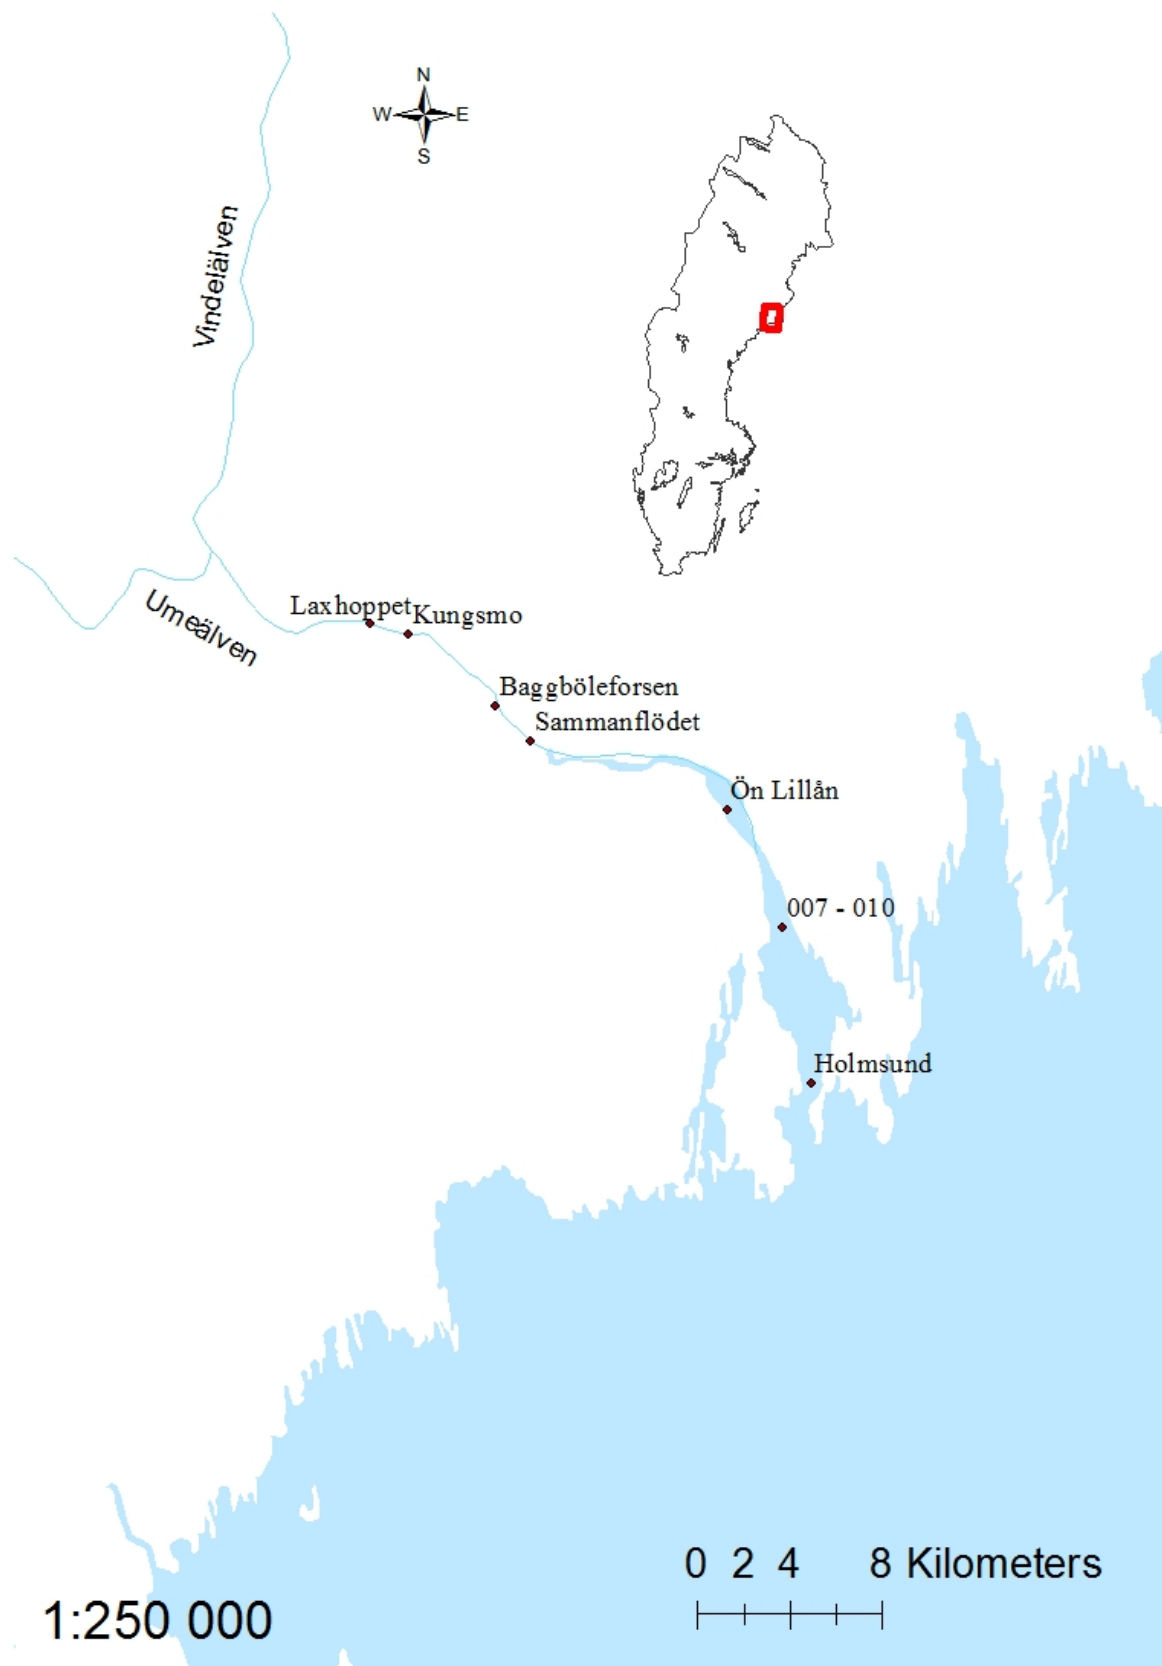 N
W E
S
Vindelälven
Umeälven
Laxhoppet
Kungsmo
Baggböleforsen
Sammanflödet
Ön Lillån
007 - 010
Holmsund
0 2 4 8 Kilometers
1:250 000